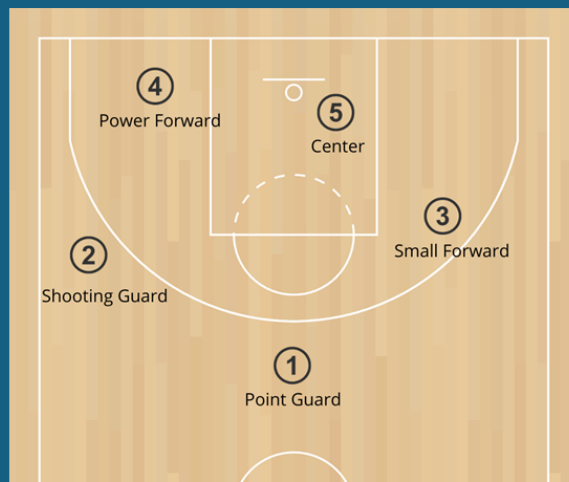 4
Power Forward
5
Center
3
Small Forward
2
Shooting Guard
1
Point Guard